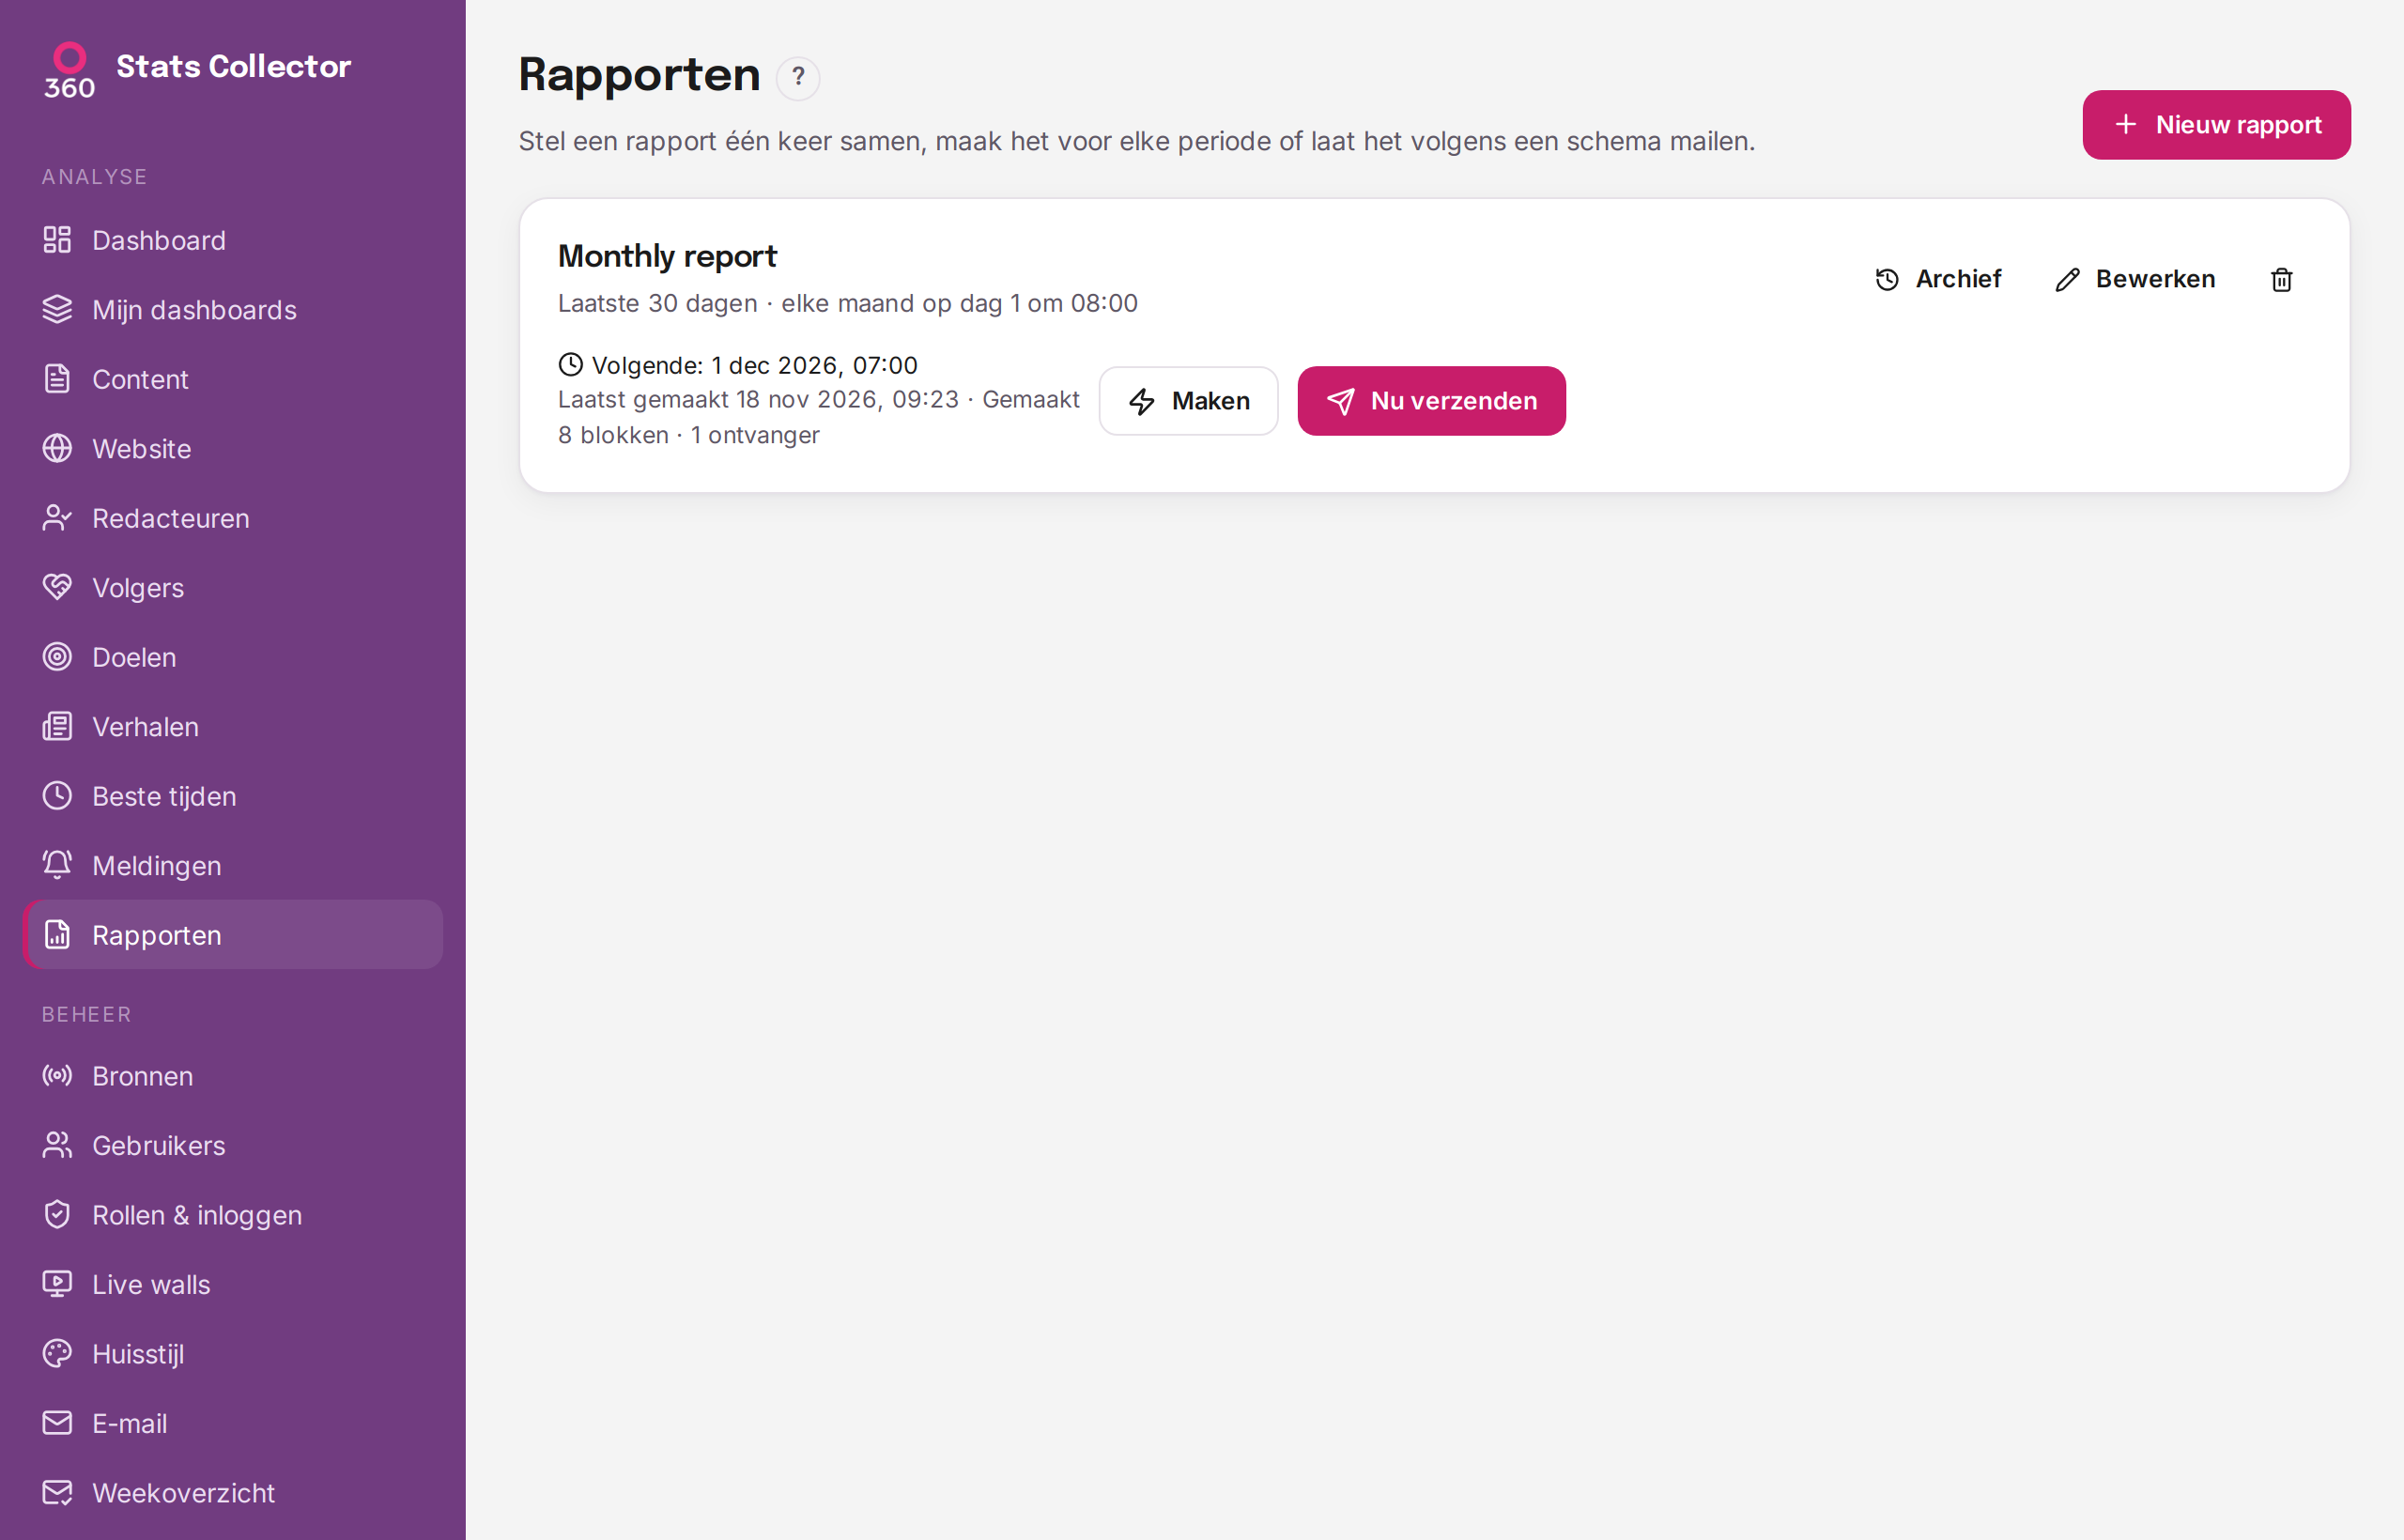 360
Stats Collector
ANALYSE
Dashboard
Mijn dashboards
Content
Website
Redacteuren
Volgers
Doelen
Verhalen
Beste tijden
Meldingen
Rapporten
BEHEER
Bronnen
Gebruikers
Rollen & inloggen
Live walls
Huisstijl
E-mail
Weekoverzicht
Rapporten ?
Stel een rapport één keer samen, maak het voor elke periode of laat het volgens een schema mailen.
Nieuw rapport
Monthly report
Laatste 30 dagen · elke maand op dag 1 om 08:00
Archief
Bewerken
Volgende: 1 dec 2026, 07:00
Laatst gemaakt 18 nov 2026, 09:23 · Gemaakt
8 blokken · 1 ontvanger
Maken
Nu verzenden